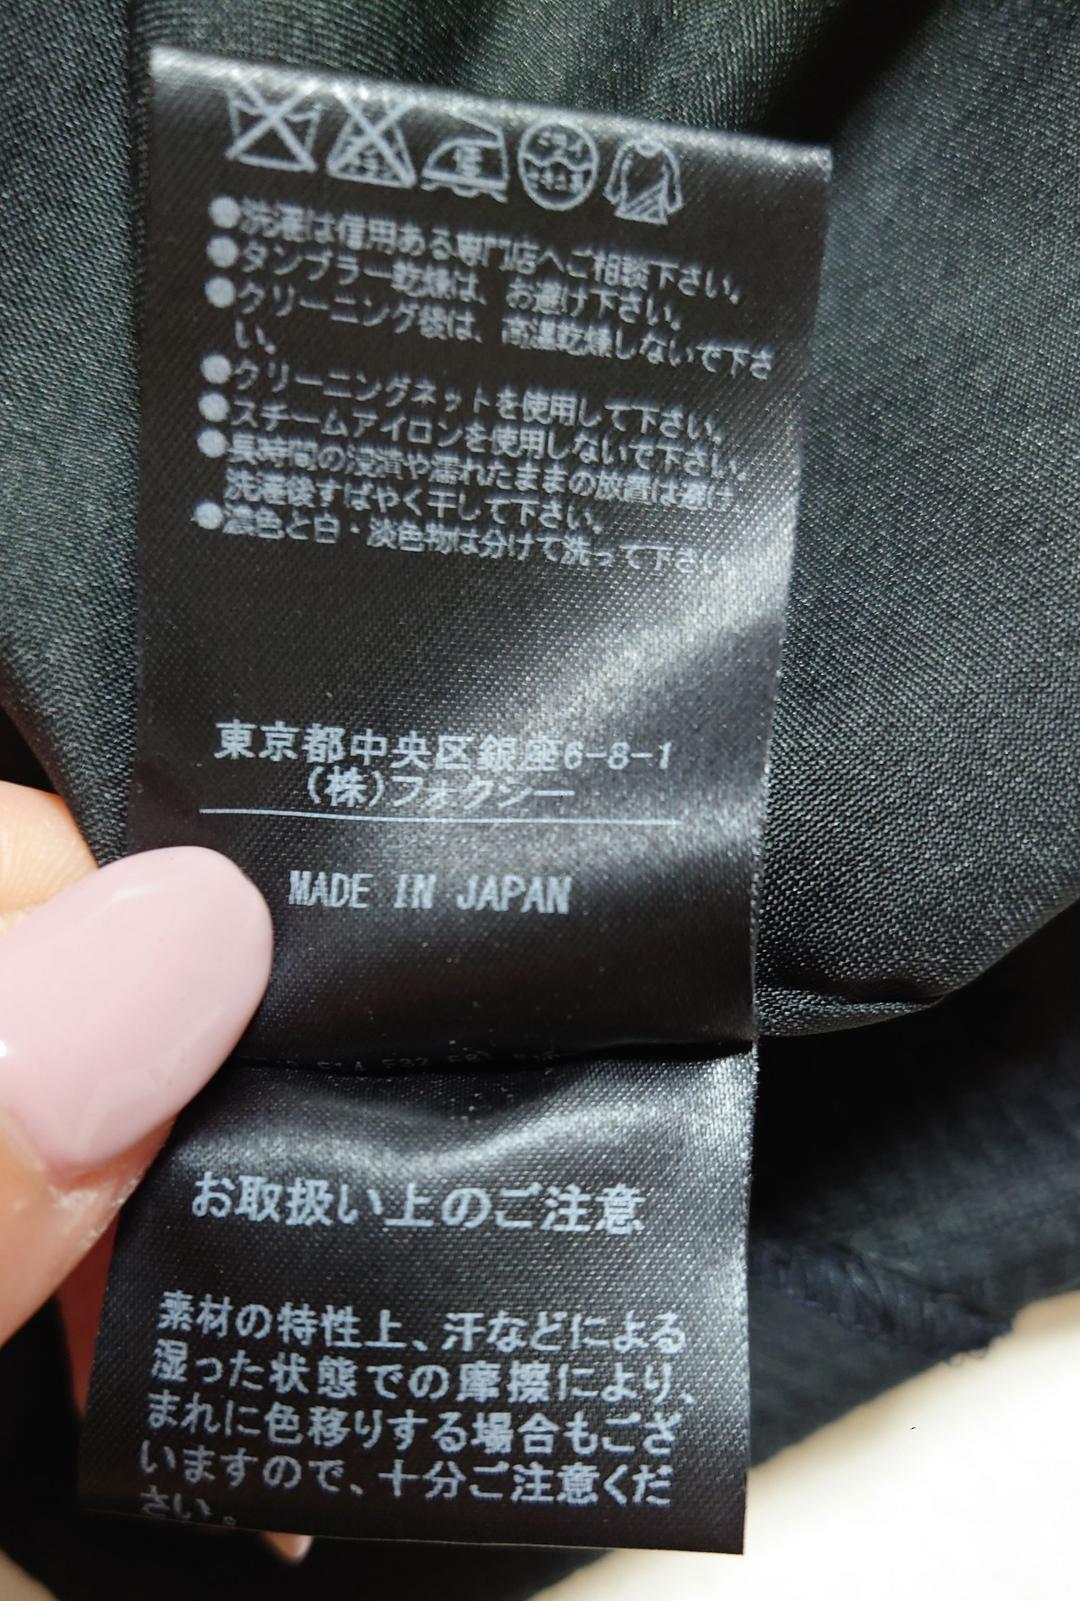 ドライ
●洗濯は信用ある専門店へご相談下さい。
●タンブラー乾燥は、お避け下さい。
●クリーニング後は、高温乾燥しないで下さ
い。
●クリーニングネットを使用して下さい。
●スチームアイロンを使用しないで下さい。
●長時間の浸漬や濡れたままの放置は避け、
洗濯後すばやく干して下さい。
●濃色と白・淡色物は分けて洗って下さい
東京都中央区銀座6-8-1
(株)フォクシー
MADE IN JAPAN
お取扱い上のご注意
素材の特性上、汗などによる
湿った状態での摩擦により、
まれに色移りする場合もござ
いますので、十分ご注意くだ
さい。